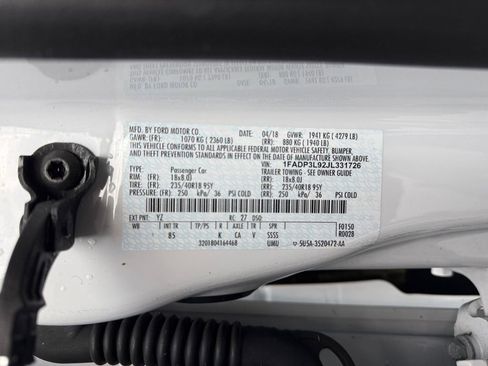 MFD. BY FORD MOTOR CO. DATE: 04/18 GVWR: 1941 KG ( 4279 LB)
GAWR: (FR): 1070 KG ( 2360 LB) (RR): 880 KG ( 1940 LB)
THIS VEHICLE CONFORMS TO ALL APPLICABLE FEDERAL MOTOR VEHICLE SAFETY, BUMPER,
AND THEFT PREVENTION STANDARDS IN EFFECT ON THE DATE OF MANUFACTURE SHOWN ABOVE.
VIN: 1FADP3L92JL331726
TYPE: Passenger Car TRAILER TOWING - SEE OWNER GUIDE
RIM: (FR): 18x8.0J (RR): 18x8.0J
TIRE: 235/40R18 95Y 235/40R18 95Y
PRESSURE: (FR): 250 kPa/ 36 PSI COLD (RR): 250 kPa/ 36 PSI COLD
EXT PNT: YZ RC: 27 DSO:
WB INT TR TP/PS R AXLE TR SPR F0150
85 K CA V SSSS R0028
3201804164468 UMU 5U5A-3520472-AA